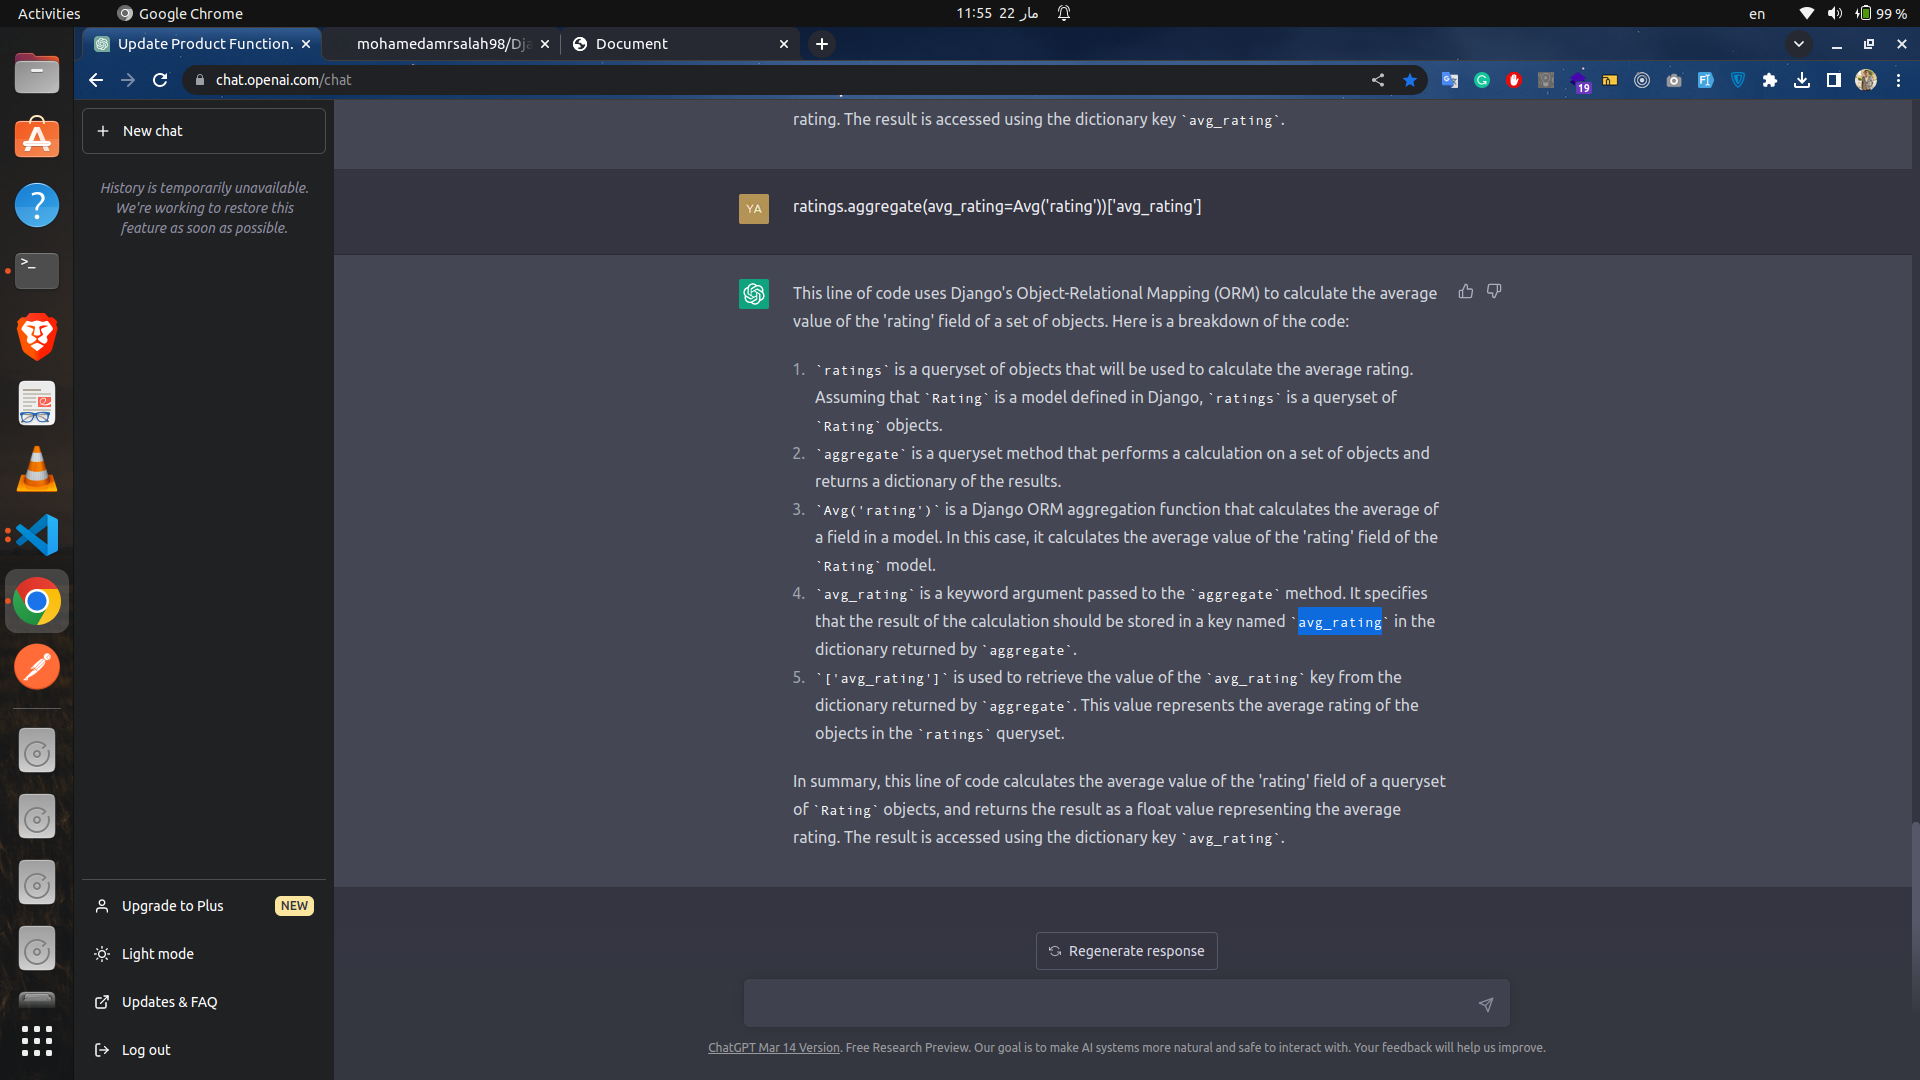 Activities
Google Chrome
11:55 22 مار
en
99 %
Update Product Function.
mohamedamrsalah98/Dja
Document
chat.openai.com/chat
19
New chat
History is temporarily unavailable.
We're working to restore this
feature as soon as possible.
rating. The result is accessed using the dictionary key `avg_rating`.
YA
ratings.aggregate(avg_rating=Avg('rating'))['avg_rating']
This line of code uses Django's Object-Relational Mapping (ORM) to calculate the average
value of the 'rating' field of a set of objects. Here is a breakdown of the code:
1. `ratings` is a queryset of objects that will be used to calculate the average rating.
Assuming that `Rating` is a model defined in Django, `ratings` is a queryset of
`Rating` objects.
2. `aggregate` is a queryset method that performs a calculation on a set of objects and
returns a dictionary of the results.
3. `Avg('rating')` is a Django ORM aggregation function that calculates the average of
a field in a model. In this case, it calculates the average value of the 'rating' field of the
`Rating` model.
4. `avg_rating` is a keyword argument passed to the `aggregate` method. It specifies
that the result of the calculation should be stored in a key named `avg_rating` in the
dictionary returned by `aggregate`.
5. `['avg_rating']` is used to retrieve the value of the `avg_rating` key from the
dictionary returned by `aggregate`. This value represents the average rating of the
objects in the `ratings` queryset.
In summary, this line of code calculates the average value of the 'rating' field of a queryset
of `Rating` objects, and returns the result as a float value representing the average
rating. The result is accessed using the dictionary key `avg_rating`.
Upgrade to Plus
NEW
Light mode
Updates & FAQ
Log out
Regenerate response
ChatGPT Mar 14 Version. Free Research Preview. Our goal is to make AI systems more natural and safe to interact with. Your feedback will help us improve.